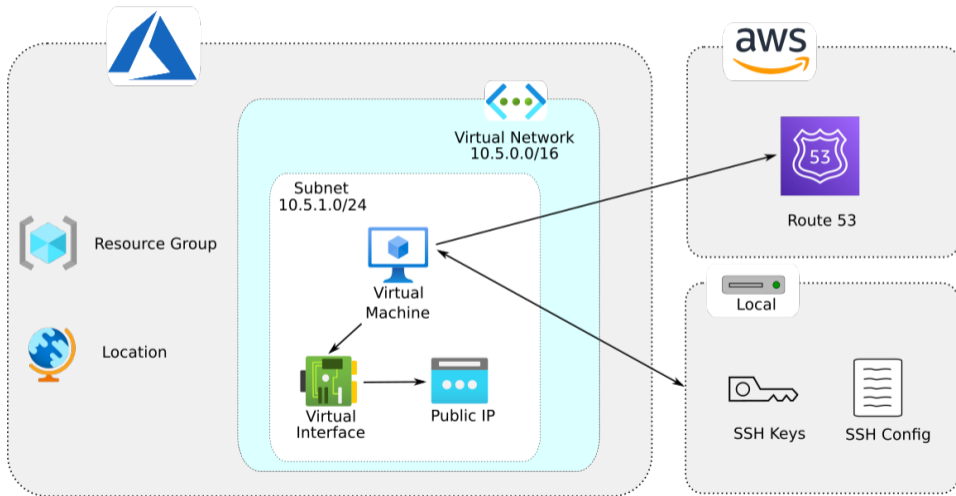 aws
Virtual Network
10.5.0.0/16
Subnet
10.5.1.0/24
53
Route 53
Resource Group
Virtual
Machine
Local
Location
Virtual
Interface
Public IP
SSH Keys
SSH Config